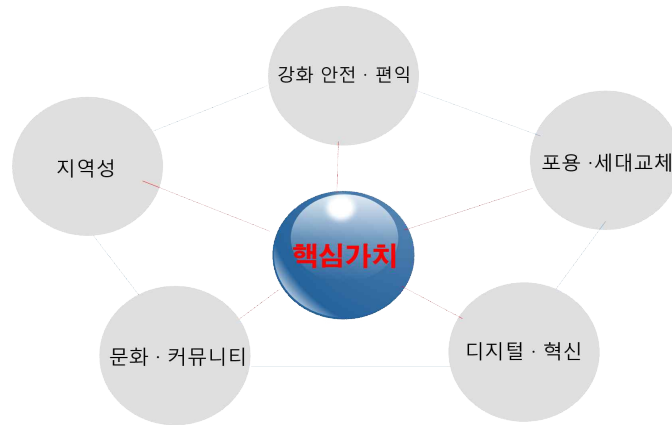 강화 안전 · 편익
지역성
포용 ·세대교체
핵심가치
문화 · 커뮤니티
디지털 · 혁신